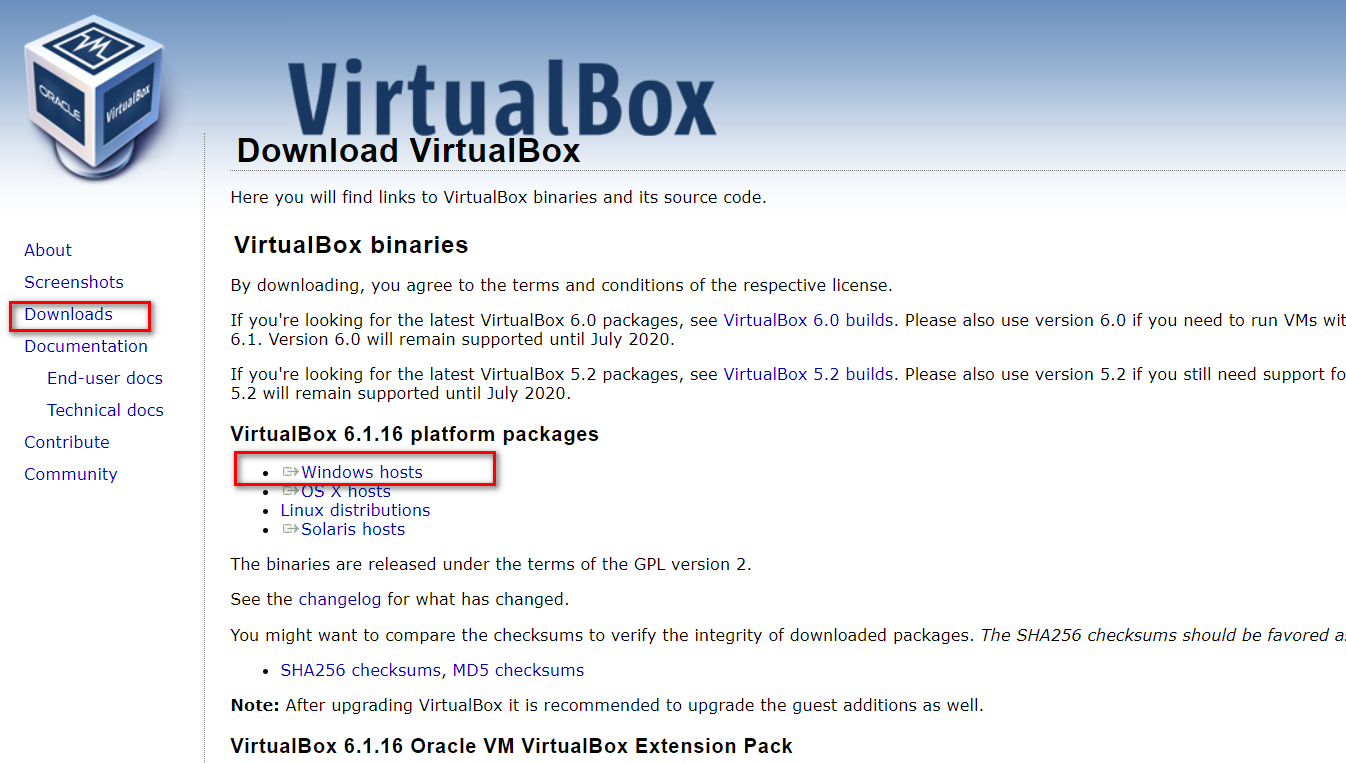 ORACLE
VirtualBox
VirtualBox
Download VirtualBox
Here you will find links to VirtualBox binaries and its source code.
About
Screenshots
Downloads
Documentation
End-user docs
Technical docs
Contribute
Community
VirtualBox binaries
By downloading, you agree to the terms and conditions of the respective license.
If you're looking for the latest VirtualBox 6.0 packages, see VirtualBox 6.0 builds. Please also use version 6.0 if you need to run VMs wi
6.1. Version 6.0 will remain supported until July 2020.
If you're looking for the latest VirtualBox 5.2 packages, see VirtualBox 5.2 builds. Please also use version 5.2 if you still need support fo
5.2 will remain supported until July 2020.
VirtualBox 6.1.16 platform packages
• Windows hosts
• OS X hosts
• Linux distributions
• Solaris hosts
The binaries are released under the terms of the GPL version 2.
See the changelog for what has changed.
You might want to compare the checksums to verify the integrity of downloaded packages. The SHA256 checksums should be favored as
• SHA256 checksums, MD5 checksums
Note: After upgrading VirtualBox it is recommended to upgrade the guest additions as well.
VirtualBox 6.1.16 Oracle VM VirtualBox Extension Pack